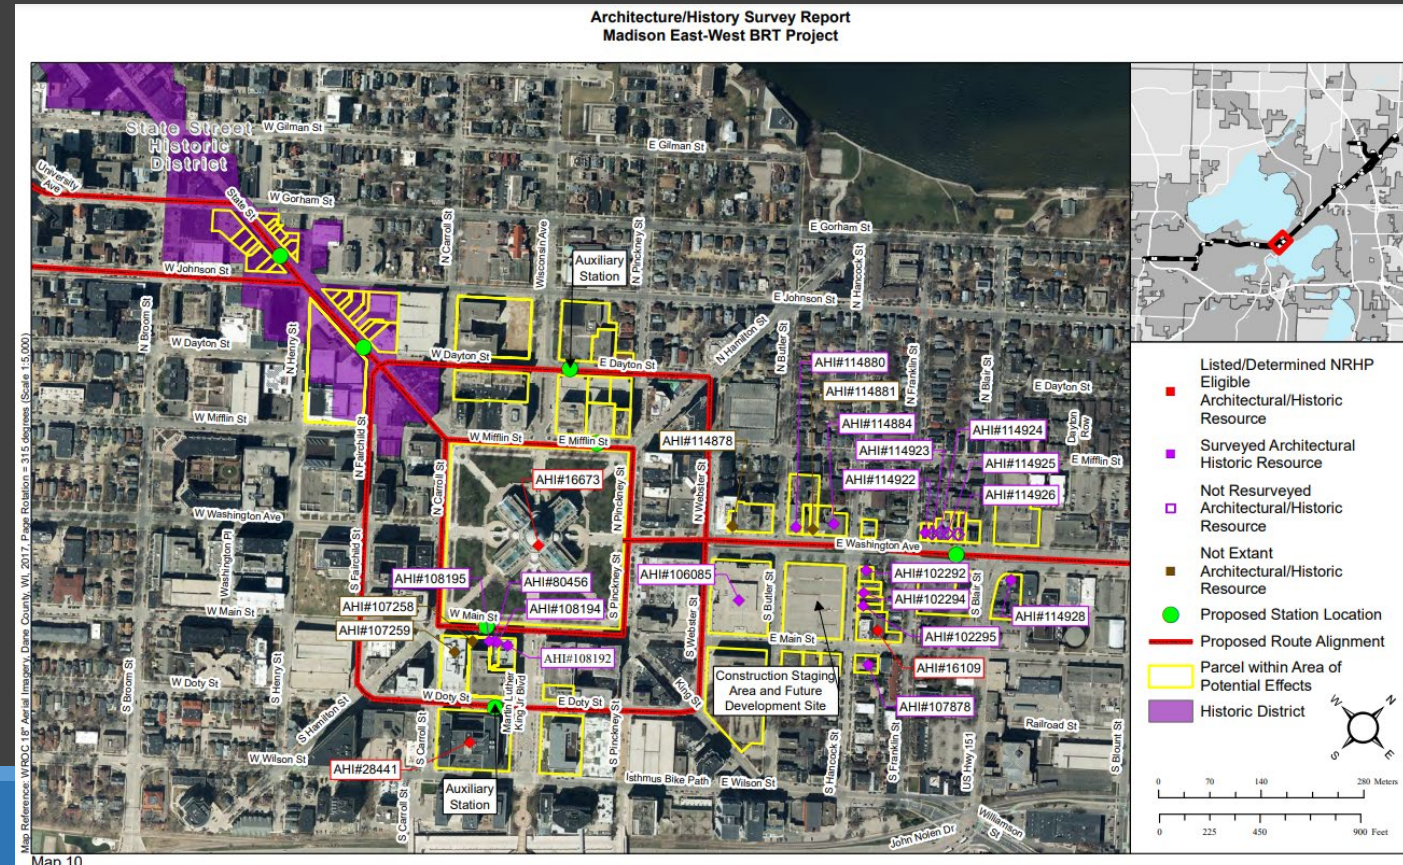 Architecture/History Survey Report
Madison East-West BRT Project
State Street
Historic
District
W Gilman St
E Gilman St
University
Ave
State St
W Gorham St
E Gorham St
N Carroll St
Wisconsin Ave
N Pinckney St
N Hancock St
Auxiliary
Station
W Johnson St
E Johnson St
N Broom St
W Dayton St
N Henry St
W Dayton St
E Dayton St
N Hamilton St
N Butler St
N Franklin St
N Blair St
E Dayton St
Dayton
Row
AHI#114880
AHI#114881
AHI#114884
AHI#114924
AHI#114923
AHI#114925
AHI#114922
AHI#114926
AHI#114878
W Mifflin St
W Mifflin St
E Mifflin St
E Mifflin St
N Fairchild St
N Carroll St
N Pinckney St
N Webster St
AHI#16673
W Washington Ave
E Washington Ave
Washington Pl
S Fairchild St
S Pinckney St
AHI#108195
AHI#80456
AHI#108194
AHI#106085
AHI#102292
AHI#102294
AHI#102295
AHI#114928
AHI#16109
AHI#107878
AHI#107258
AHI#107259
AHI#108192
W Main St
W Main St
E Main St
S Butler St
S Blair St
S Webster St
King St
Construction Staging
Area and Future
Development Site
W Doty St
W Doty St
E Doty St
Martin Luther
King Jr Blvd
S Broom St
S Henry St
S Hamilton St
S Carroll St
S Pinckney St
S Hancock St
S Franklin St
US Hwy 151
Railroad St
S Blount St
W Wilson St
E Wilson St
Isthmus Bike Path
AHI#28441
Auxiliary
Station
S Carroll St
John Nolen Dr
Williamson
St
Map Reference: WROC 18" Aerial Imagery, Dane County, WI, 2017. Page Rotation = 315 degrees (Scale 1:5,000)
Map 10
Listed/Determined NRHP
Eligible
Architectural/Historic
Resource
Surveyed Architectural
Historic Resource
Not Resurveyed
Architectural/Historic
Resource
Not Extant
Architectural/Historic
Resource
Proposed Station Location
Proposed Route Alignment
Parcel within Area of
Potential Effects
Historic District
W
N
S
E
0 70 140 280 Meters
0 225 450 900 Feet